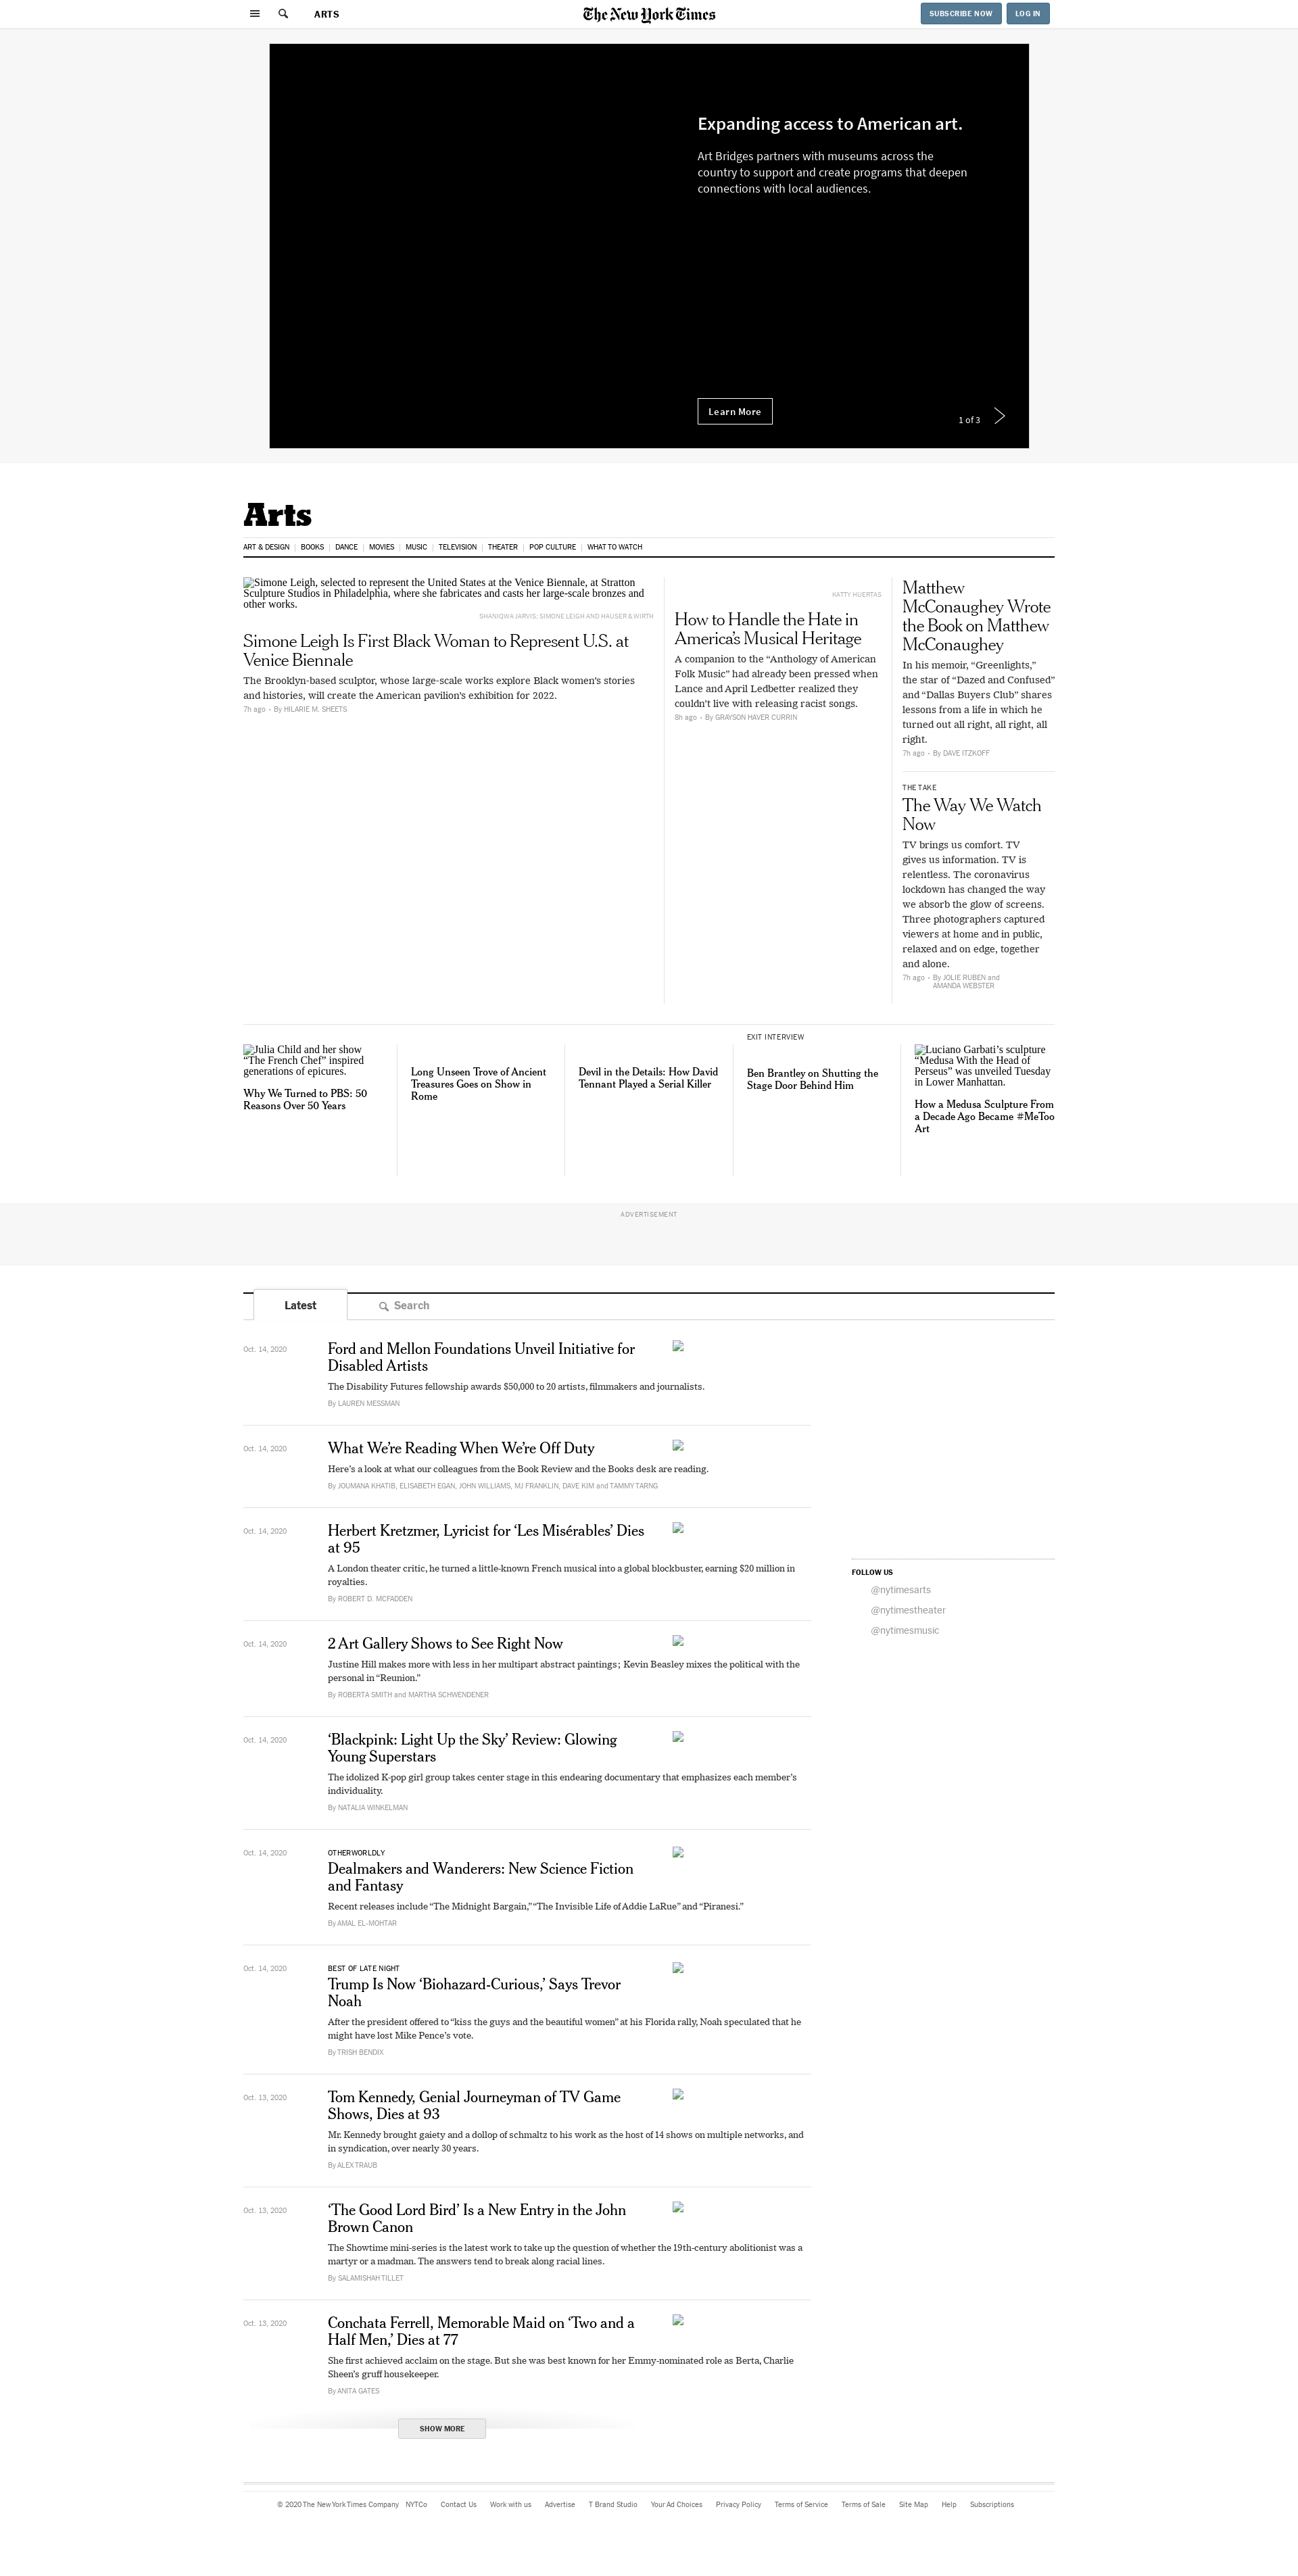 ARTS
The New York Times
SUBSCRIBE NOW
LOG IN
Expanding access to American art.
Art Bridges partners with museums across the
country to support and create programs that deepen
connections with local audiences.
Learn More
1 of 3
Arts
ART & DESIGN
BOOKS
DANCE
MOVIES
MUSIC
TELEVISION
THEATER
POP CULTURE
WHAT TO WATCH
Simone Leigh, selected to represent the United States at the Venice Biennale, at Stratton
Sculpture Studios in Philadelphia, where she fabricates and casts her large-scale bronzes and
other works.
SHANIQWA JARVIS; SIMONE LEIGH AND HAUSER & WIRTH
Simone Leigh Is First Black Woman to Represent U.S. at
Venice Biennale
The Brooklyn-based sculptor, whose large-scale works explore Black women's stories
and histories, will create the American pavilion's exhibition for 2022.
7h ago · By HILARIE M. SHEETS
KATTY HUERTAS
How to Handle the Hate in
America's Musical Heritage
A companion to the “Anthology of American
Folk Music” had already been pressed when
Lance and April Ledbetter realized they
couldn't live with releasing racist songs.
8h ago · By GRAYSON HAVER CURRIN
Matthew
McConaughey Wrote
the Book on Matthew
McConaughey
In his memoir, “Greenlights,”
the star of “Dazed and Confused”
and “Dallas Buyers Club” shares
lessons from a life in which he
turned out all right, all right, all
right.
7h ago · By DAVE ITZKOFF
THE TAKE
The Way We Watch
Now
TV brings us comfort. TV
gives us information. TV is
relentless. The coronavirus
lockdown has changed the way
we absorb the glow of screens.
Three photographers captured
viewers at home and in public,
relaxed and on edge, together
and alone.
7h ago · By JOLIE RUBEN and
AMANDA WEBSTER
Julia Child and her show
“The French Chef” inspired
generations of epicures.
Why We Turned to PBS: 50
Reasons Over 50 Years
Long Unseen Trove of Ancient
Treasures Goes on Show in
Rome
Devil in the Details: How David
Tennant Played a Serial Killer
EXIT INTERVIEW
Ben Brantley on Shutting the
Stage Door Behind Him
Luciano Garbati's sculpture
“Medusa With the Head of
Perseus” was unveiled Tuesday
in Lower Manhattan.
How a Medusa Sculpture From
a Decade Ago Became #MeToo
Art
ADVERTISEMENT
Latest
Search
Oct. 14, 2020
Ford and Mellon Foundations Unveil Initiative for
Disabled Artists
The Disability Futures fellowship awards $50,000 to 20 artists, filmmakers and journalists.
By LAUREN MESSMAN
Oct. 14, 2020
What We're Reading When We're Off Duty
Here's a look at what our colleagues from the Book Review and the Books desk are reading.
By JOUMANA KHATIB, ELISABETH EGAN, JOHN WILLIAMS, MJ FRANKLIN, DAVE KIM and TAMMY TARNG
Oct. 14, 2020
Herbert Kretzmer, Lyricist for ‘Les Misérables’ Dies
at 95
A London theater critic, he turned a little-known French musical into a global blockbuster, earning $20 million in
royalties.
By ROBERT D. MCFADDEN
FOLLOW US
@nytimesarts
@nytimestheater
@nytimesmusic
Oct. 14, 2020
2 Art Gallery Shows to See Right Now
Justine Hill makes more with less in her multipart abstract paintings; Kevin Beasley mixes the political with the
personal in “Reunion.”
By ROBERTA SMITH and MARTHA SCHWENDENER
Oct. 14, 2020
‘Blackpink: Light Up the Sky’ Review: Glowing
Young Superstars
The idolized K-pop girl group takes center stage in this endearing documentary that emphasizes each member's
individuality.
By NATALIA WINKELMAN
Oct. 14, 2020
OTHERWORLDLY
Dealmakers and Wanderers: New Science Fiction
and Fantasy
Recent releases include “The Midnight Bargain,” “The Invisible Life of Addie LaRue” and “Piranesi.”
By AMAL EL-MOHTAR
Oct. 14, 2020
BEST OF LATE NIGHT
Trump Is Now ‘Biohazard-Curious,’ Says Trevor
Noah
After the president offered to “kiss the guys and the beautiful women” at his Florida rally, Noah speculated that he
might have lost Mike Pence's vote.
By TRISH BENDIX
Oct. 13, 2020
Tom Kennedy, Genial Journeyman of TV Game
Shows, Dies at 93
Mr. Kennedy brought gaiety and a dollop of schmaltz to his work as the host of 14 shows on multiple networks, and
in syndication, over nearly 30 years.
By ALEX TRAUB
Oct. 13, 2020
‘The Good Lord Bird’ Is a New Entry in the John
Brown Canon
The Showtime mini-series is the latest work to take up the question of whether the 19th-century abolitionist was a
martyr or a madman. The answers tend to break along racial lines.
By SALAMISHAH TILLET
Oct. 13, 2020
Conchata Ferrell, Memorable Maid on ‘Two and a
Half Men,’ Dies at 77
She first achieved acclaim on the stage. But she was best known for her Emmy-nominated role as Berta, Charlie
Sheen's gruff housekeeper.
By ANITA GATES
SHOW MORE
© 2020 The New York Times Company
NYTCo
Contact Us
Work with us
Advertise
T Brand Studio
Your Ad Choices
Privacy Policy
Terms of Service
Terms of Sale
Site Map
Help
Subscriptions